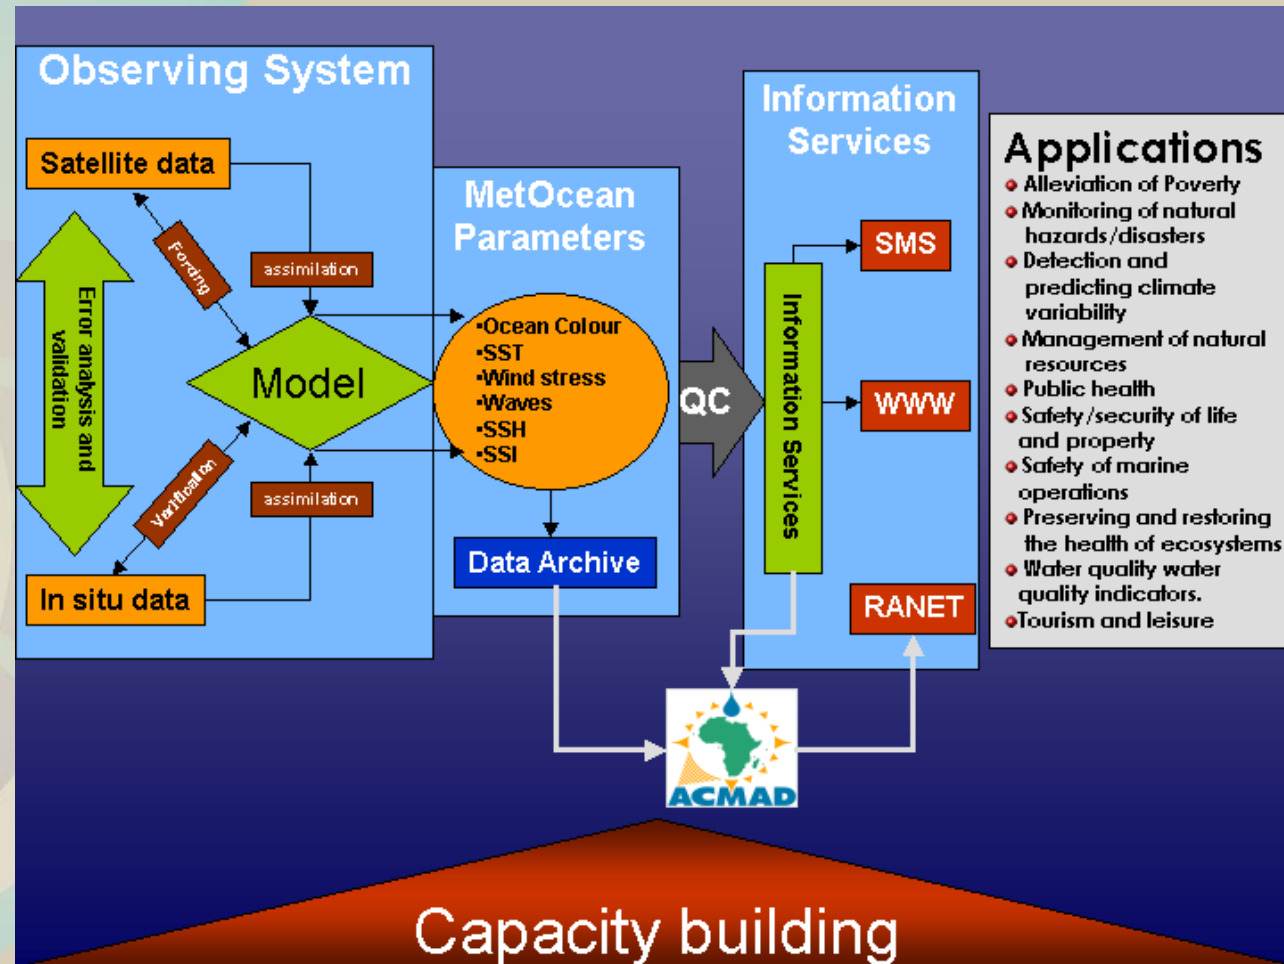 Observing System
Satellite data
Forcing
assimilation
Error analysis and
validation
Model
Verification
assimilation
In situ data
MetOcean
Parameters
•Ocean Colour
•SST
•Wind stress
•Waves
•SSH
•SSI
Data Archive
QC
Information
Services
Information Services
SMS
WWW
RANET
ACMAD
Applications
Alleviation of Poverty
Monitoring of natural
hazards/disasters
Detection and
predicting climate
variability
Management of natural
resources
Public health
Safety/security of life
and property
Safety of marine
operations
Preserving and restoring
the health of ecosystems
Water quality water
quality indicators.
Tourism and leisure
Capacity building